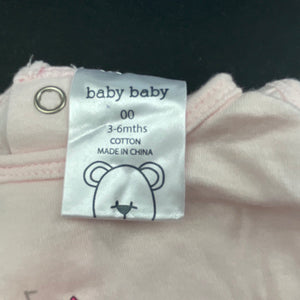 baby baby
00
3-6mths
COTTON
MADE IN CHINA